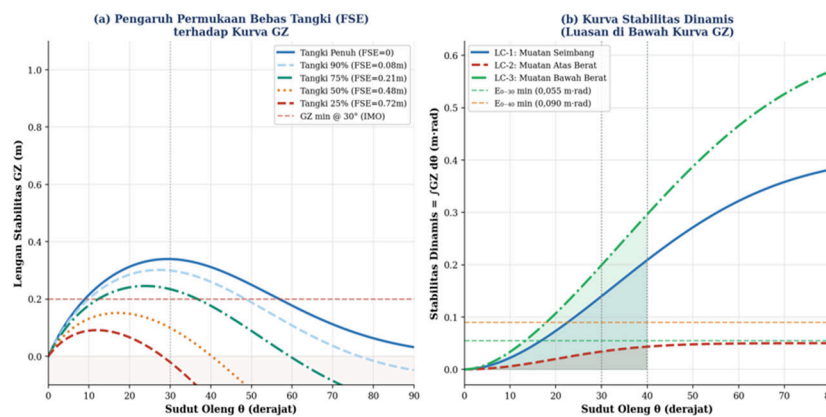 (a) Pengaruh Permukaan Bebas Tangki (FSE)
terhadap Kurva GZ
Lengan Stabilitas GZ (m)
1.0
0.8
0.6
0.4
0.2
0.0
Tangki Penuh (FSE=0)
Tangki 90% (FSE=0.08m)
Tangki 75% (FSE=0.21m)
Tangki 50% (FSE=0.48m)
Tangki 25% (FSE=0.72m)
GZ min @ 30° (IMO)
0 10 20 30 40 50 60 70 80 90
Sudut Oleng θ (derajat)
(b) Kurva Stabilitas Dinamis
(Luasan di Bawah Kurva GZ)
Stabilitas Dinamis = ∫GZ dθ (m·rad)
0.6
0.5
0.4
0.3
0.2
0.1
0.0
LC-1: Muatan Seimbang
LC-2: Muatan Atas Berat
LC-3: Muatan Bawah Berat
E₀₋₃₀ min (0,055 m·rad)
E₀₋₄₀ min (0,090 m·rad)
0 10 20 30 40 50 60 70
Sudut Oleng θ (derajat)